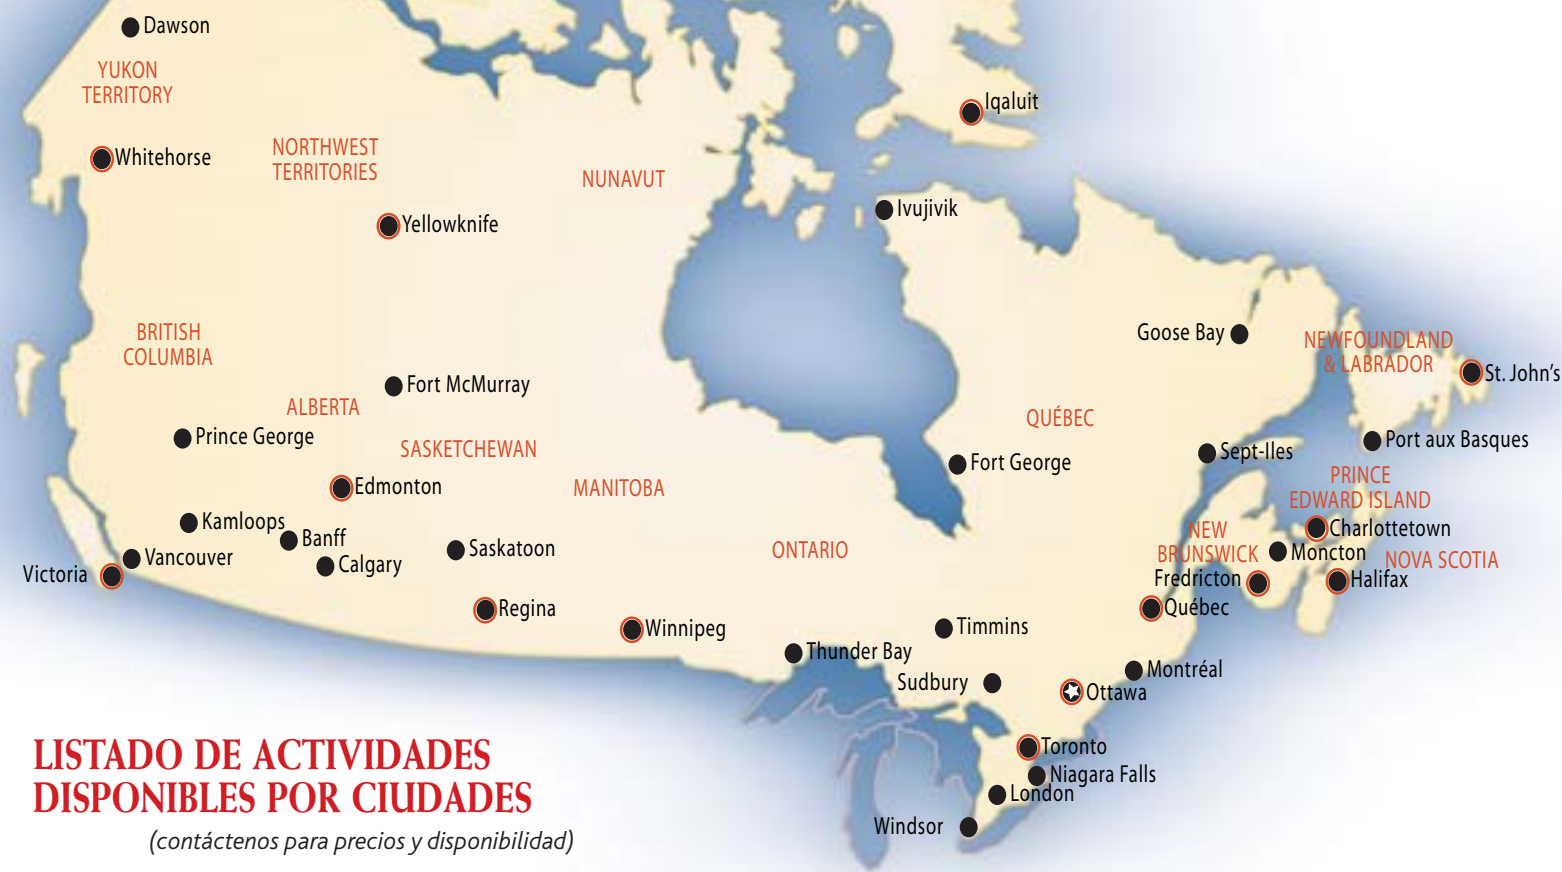 Dawson
YUKON
TERRITORY
Iqaluit
Whitehorse
NORTHWEST
TERRITORIES
NUNAVUT
Ivujivik
Yellowknife
BRITISH
COLUMBIA
Goose Bay
NEWFOUNDLAND
& LABRADOR
St. John's
Fort McMurray
ALBERTA
QUÉBEC
Prince George
SASKETCHEWAN
Port aux Basques
Sept-Iles
Fort George
PRINCE
EDWARD ISLAND
Edmonton
MANITOBA
Kamloops
Banff
Charlottetown
NEW
BRUNSWICK
Vancouver
Calgary
Saskatoon
ONTARIO
Moncton
NOVA SCOTIA
Victoria
Fredricton
Halifax
Regina
Québec
Winnipeg
Timmins
Thunder Bay
Montréal
Sudbury
Ottawa
Toronto
Niagara Falls
London
Windsor
LISTADO DE ACTIVIDADES
DISPONIBLES POR CIUDADES
(contáctenos para precios y disponibilidad)